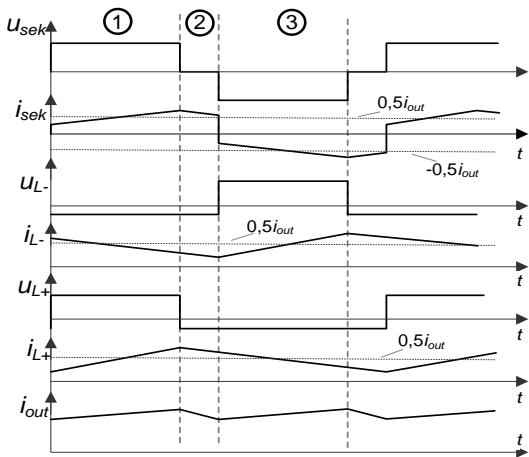 1 2 3
u_sek
t
i_sek
0,5i_out
t
-0,5i_out
u_L-
t
i_L-
0,5i_out
t
u_L+
t
i_L+
0,5i_out
t
i_out
t